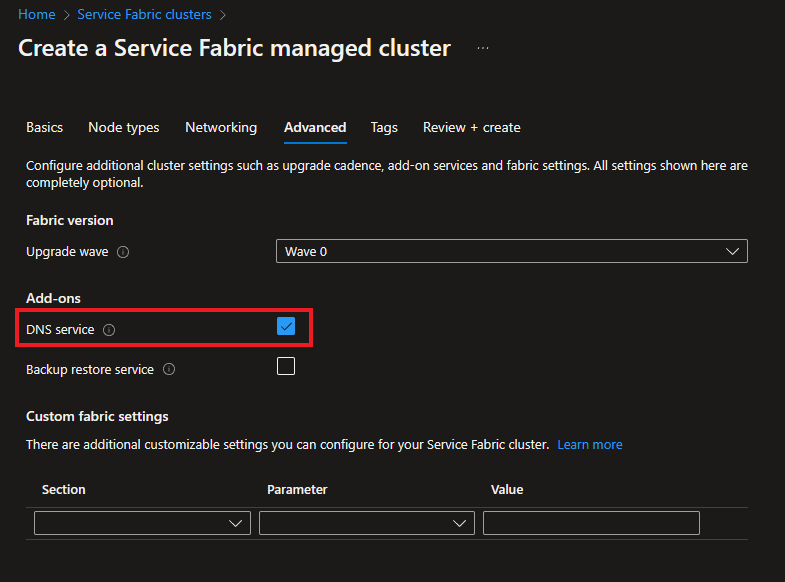 Home > Service Fabric clusters >
Create a Service Fabric managed cluster ...
Basics Node types Networking Advanced Tags Review + create
Configure additional cluster settings such as upgrade cadence, add-on services and fabric settings. All settings shown here are
completely optional.
Fabric version
Upgrade wave Wave 0
Add-ons
DNS service
Backup restore service
Custom fabric settings
There are additional customizable settings you can configure for your Service Fabric cluster. Learn more
Section Parameter Value